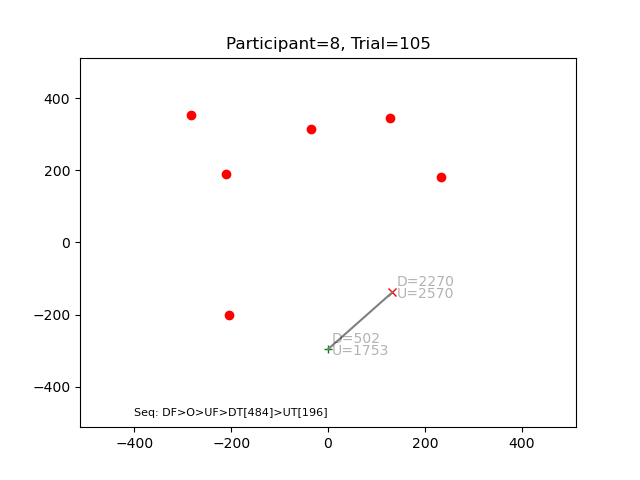 Participant=8, Trial=105
400
200
0
−200
−400
D=2270
U=2570
D=502
U=1753
Seq: DF>O>UF>DT[484]>UT[196]
−400
−200
0
200
400